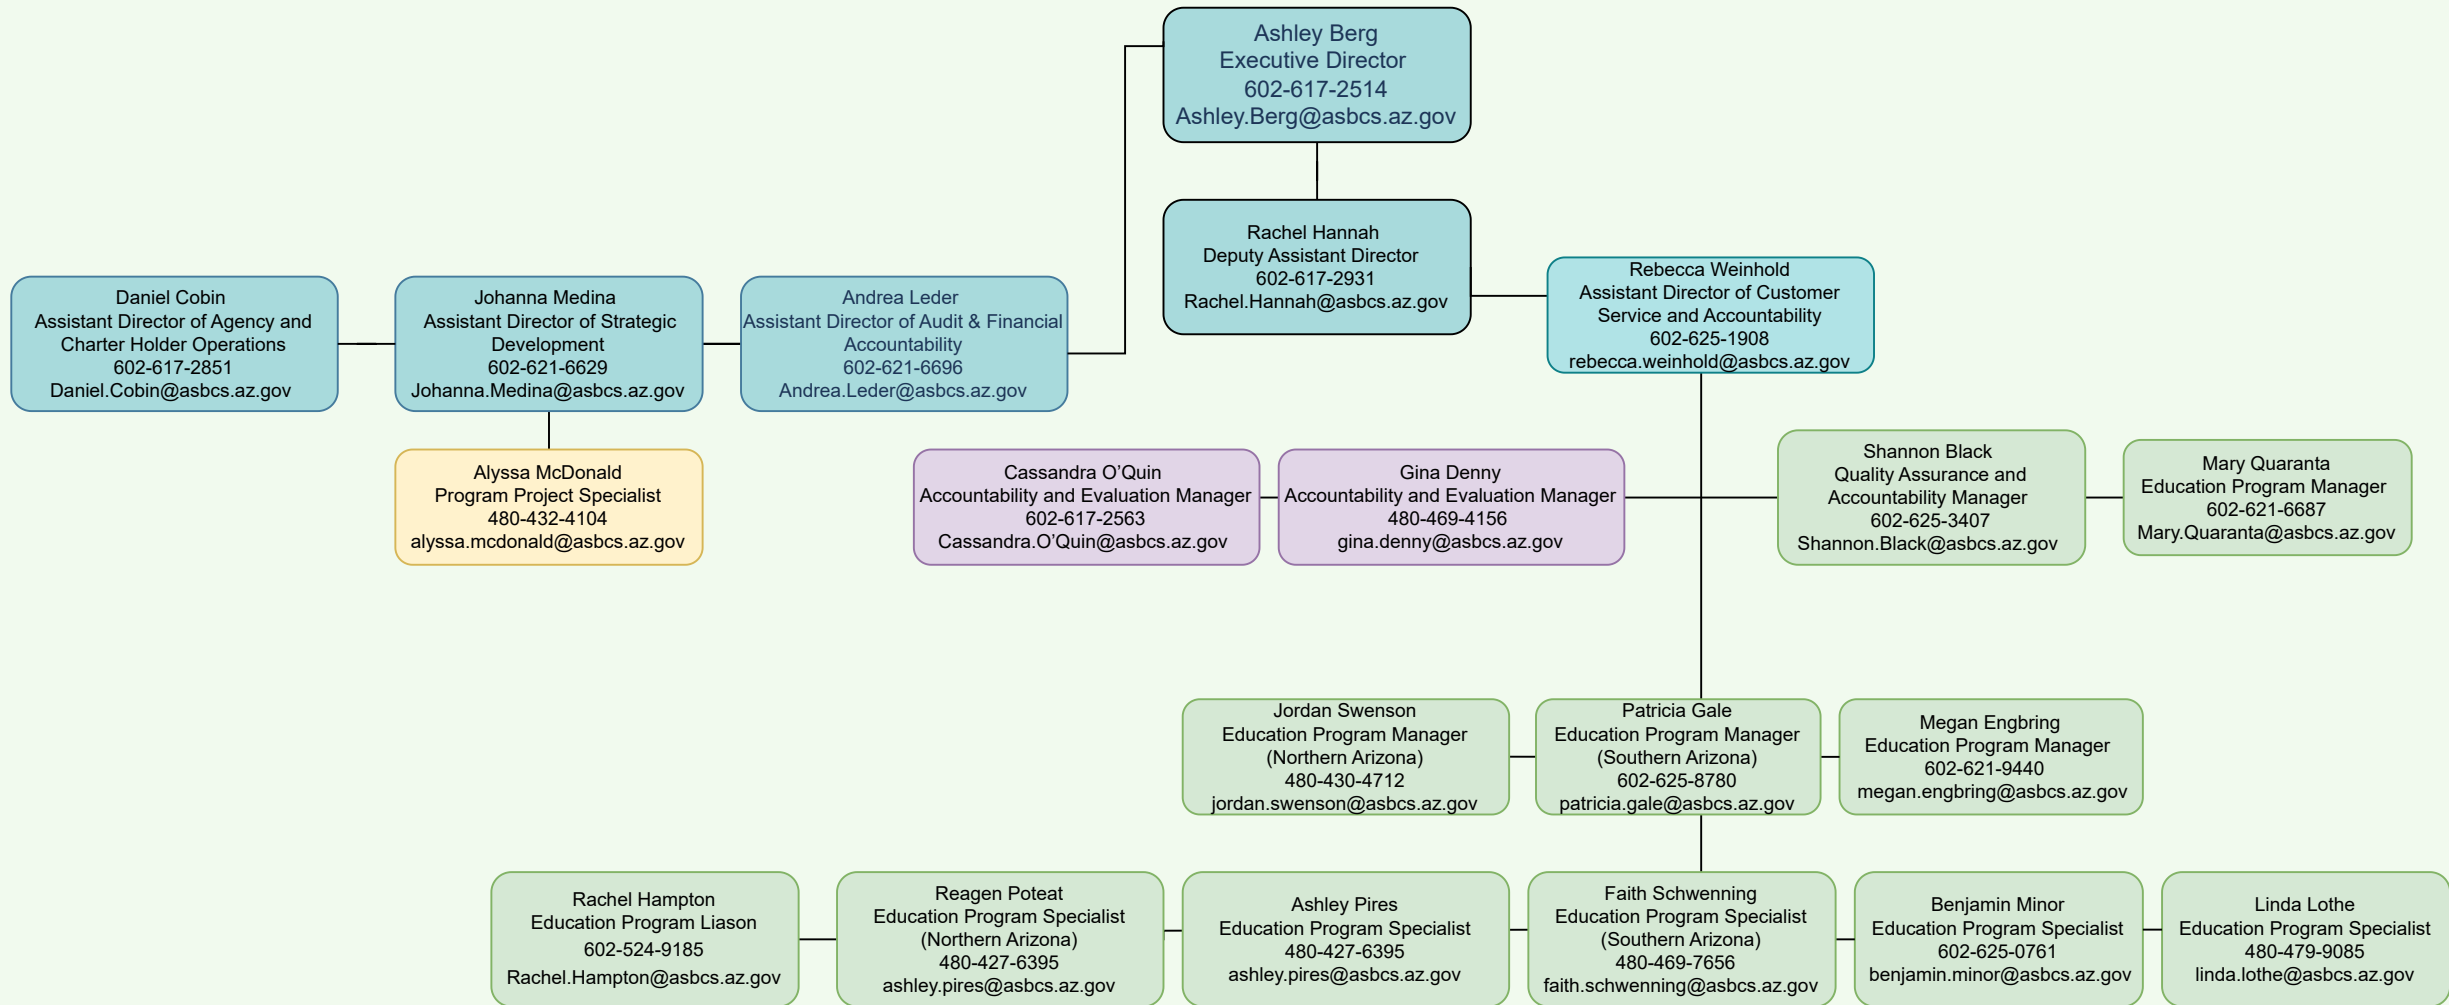 Ashley Berg
Executive Director
602-617-2514
Ashley.Berg@asbcs.az.gov
Rachel Hannah
Deputy Assistant Director
602-617-2931
Rachel.Hannah@asbcs.az.gov
Rebecca Weinhold
Assistant Director of Customer
Service and Accountability
602-625-1908
rebecca.weinhold@asbcs.az.gov
Daniel Cobin
Assistant Director of Agency and
Charter Holder Operations
602-617-2851
Daniel.Cobin@asbcs.az.gov
Johanna Medina
Assistant Director of Strategic
Development
602-621-6629
Johanna.Medina@asbcs.az.gov
Andrea Leder
Assistant Director of Audit & Financial
Accountability
602-621-6696
Andrea.Leder@asbcs.az.gov
Alyssa McDonald
Program Project Specialist
480-432-4104
alyssa.mcdonald@asbcs.az.gov
Cassandra O’Quin
Accountability and Evaluation Manager
602-617-2563
Cassandra.O’Quin@asbcs.az.gov
Gina Denny
Accountability and Evaluation Manager
480-469-4156
gina.denny@asbcs.az.gov
Shannon Black
Quality Assurance and
Accountability Manager
602-625-3407
Shannon.Black@asbcs.az.gov
Mary Quaranta
Education Program Manager
602-621-6687
Mary.Quaranta@asbcs.az.gov
Jordan Swenson
Education Program Manager
(Northern Arizona)
480-430-4712
jordan.swenson@asbcs.az.gov
Patricia Gale
Education Program Manager
(Southern Arizona)
602-625-8780
patricia.gale@asbcs.az.gov
Megan Engbring
Education Program Manager
602-621-9440
megan.engbring@asbcs.az.gov
Rachel Hampton
Education Program Liason
602-524-9185
Rachel.Hampton@asbcs.az.gov
Reagen Poteat
Education Program Specialist
(Northern Arizona)
480-427-6395
ashley.pires@asbcs.az.gov
Ashley Pires
Education Program Specialist
480-427-6395
ashley.pires@asbcs.az.gov
Faith Schwenning
Education Program Specialist
(Southern Arizona)
480-469-7656
faith.schwenning@asbcs.az.gov
Benjamin Minor
Education Program Specialist
602-625-0761
benjamin.minor@asbcs.az.gov
Linda Lothe
Education Program Specialist
480-479-9085
linda.lothe@asbcs.az.gov